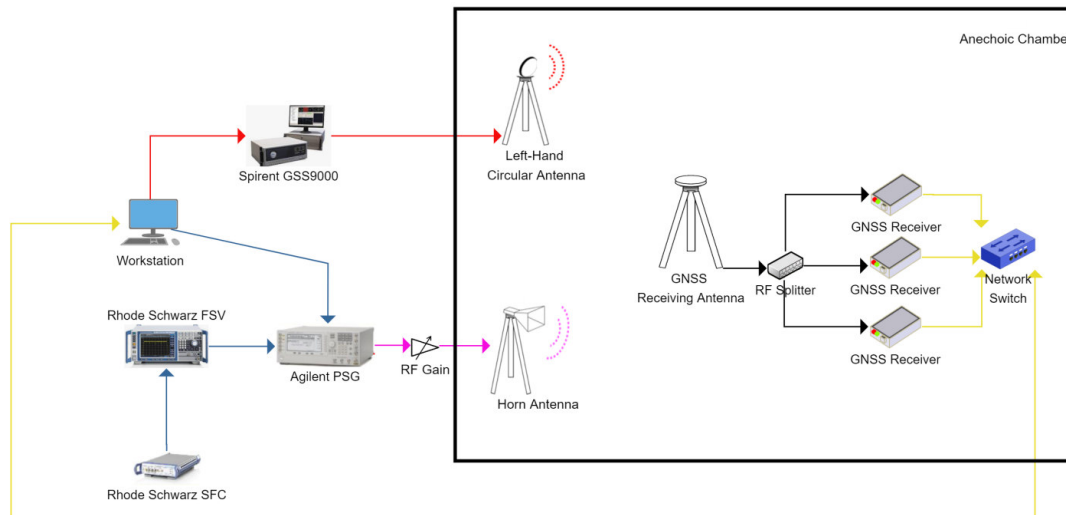 Anechoic Chambe
Left-Hand
Circular Antenna
Spirent GSS9000
GNSS Receiver
Workstation
GNSS
Receiving Antenna
RF Splitter
GNSS Receiver
Network
Switch
Rhode Schwarz FSV
Agilent PSG
RF Gain
GNSS Receiver
Horn Antenna
Rhode Schwarz SFC